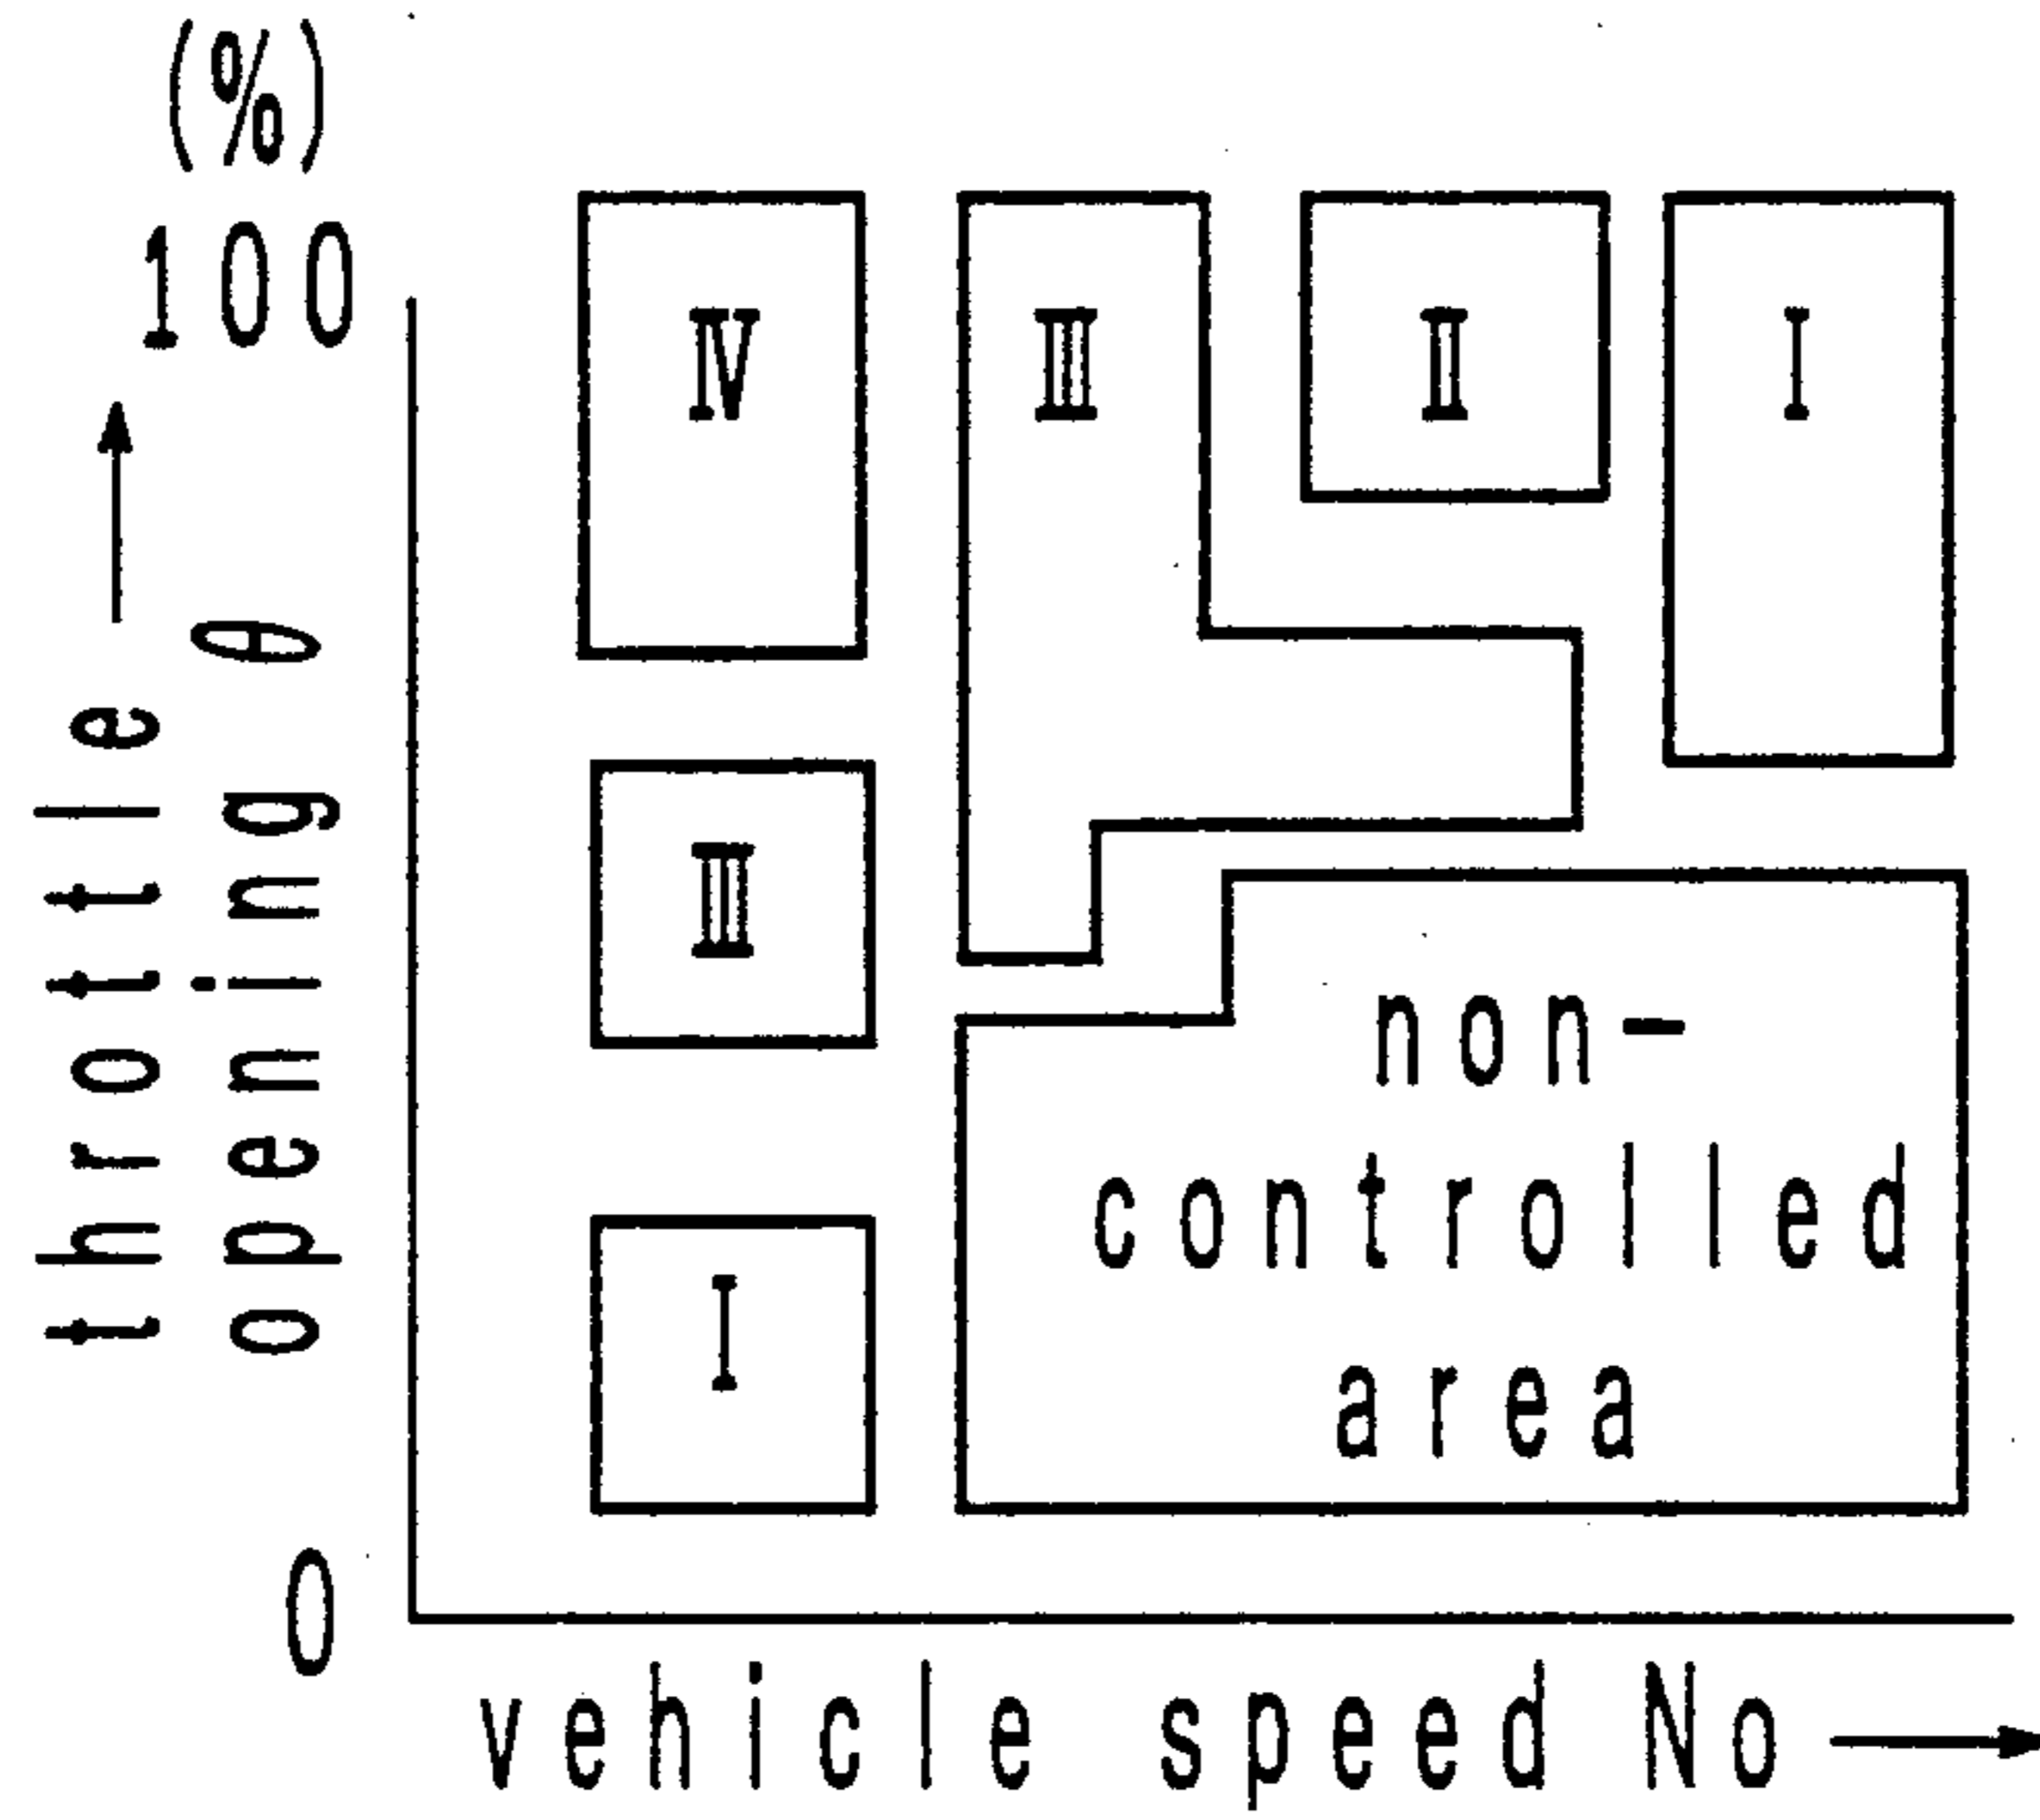 (%)
100
throttle
opening θ
IV
III
II
I
III
I
non-
controlled
area
0
vehicle speed No